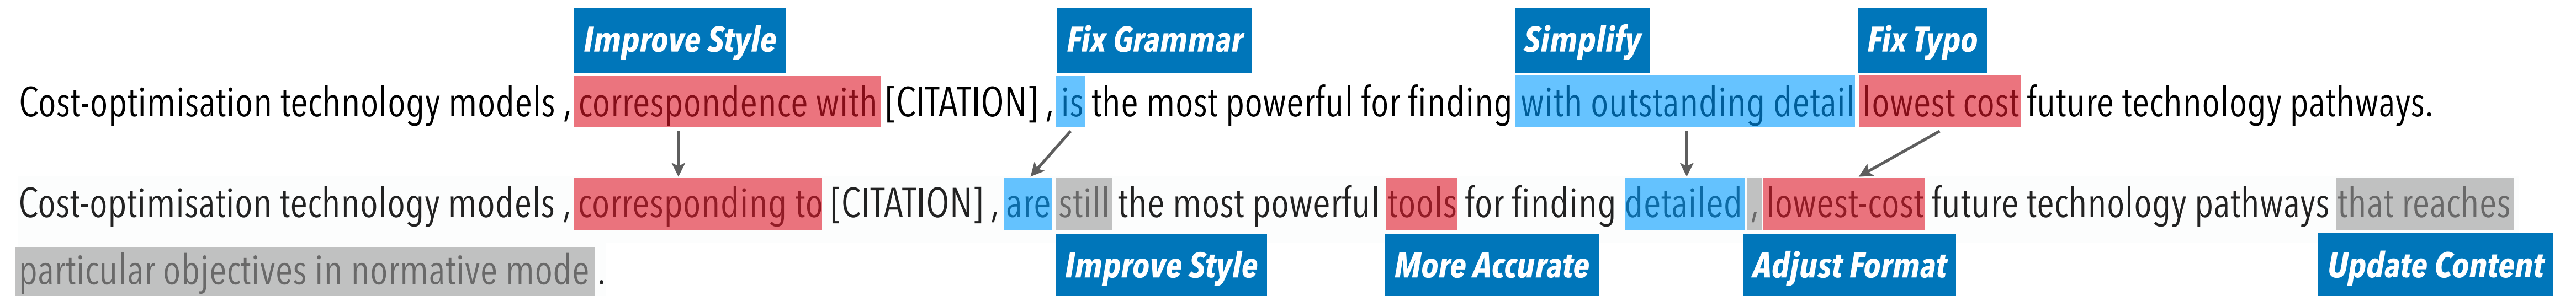 Improve Style Fix Grammar Simplify Fix Typo
Cost-optimisation technology models , correspondence with [CITATION] , is the most powerful for finding with outstanding detail lowest cost future technology pathways.
Cost-optimisation technology models , corresponding to [CITATION] , are still the most powerful tools for finding detailed , lowest-cost future technology pathways that reaches
particular objectives in normative mode .
Improve Style More Accurate Adjust Format Update Content